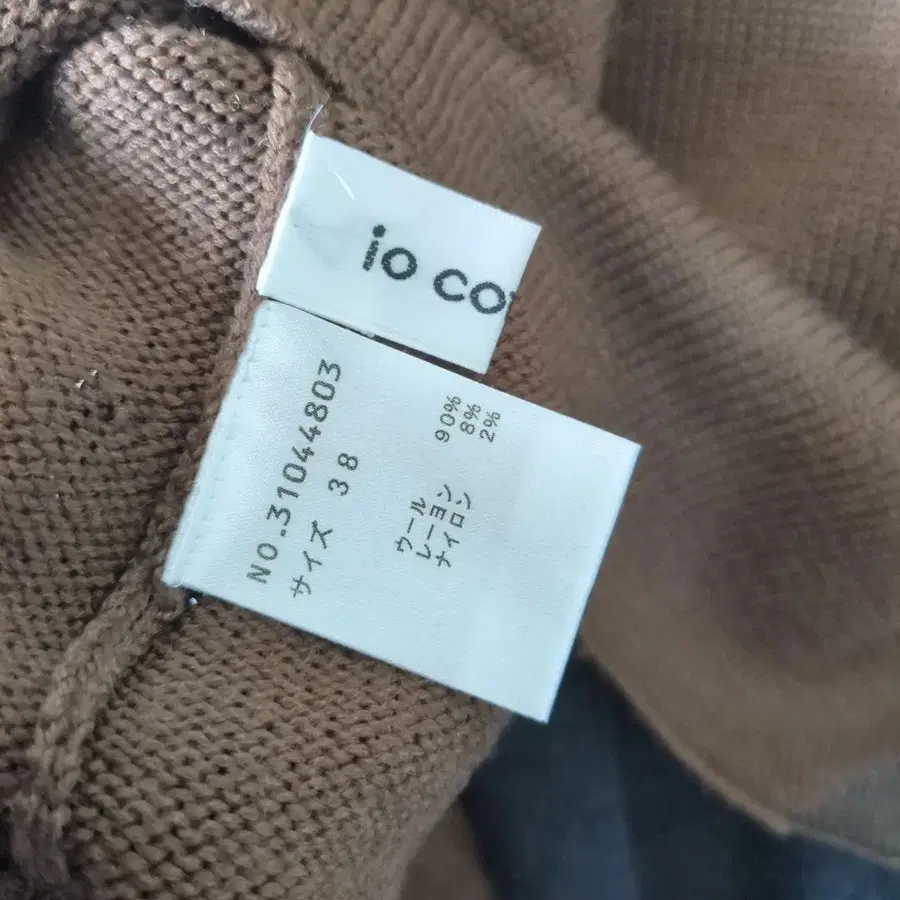 io co
NO.31044803
サイズ 38
ウール 90%
レーヨン 8%
ナイロン 2%